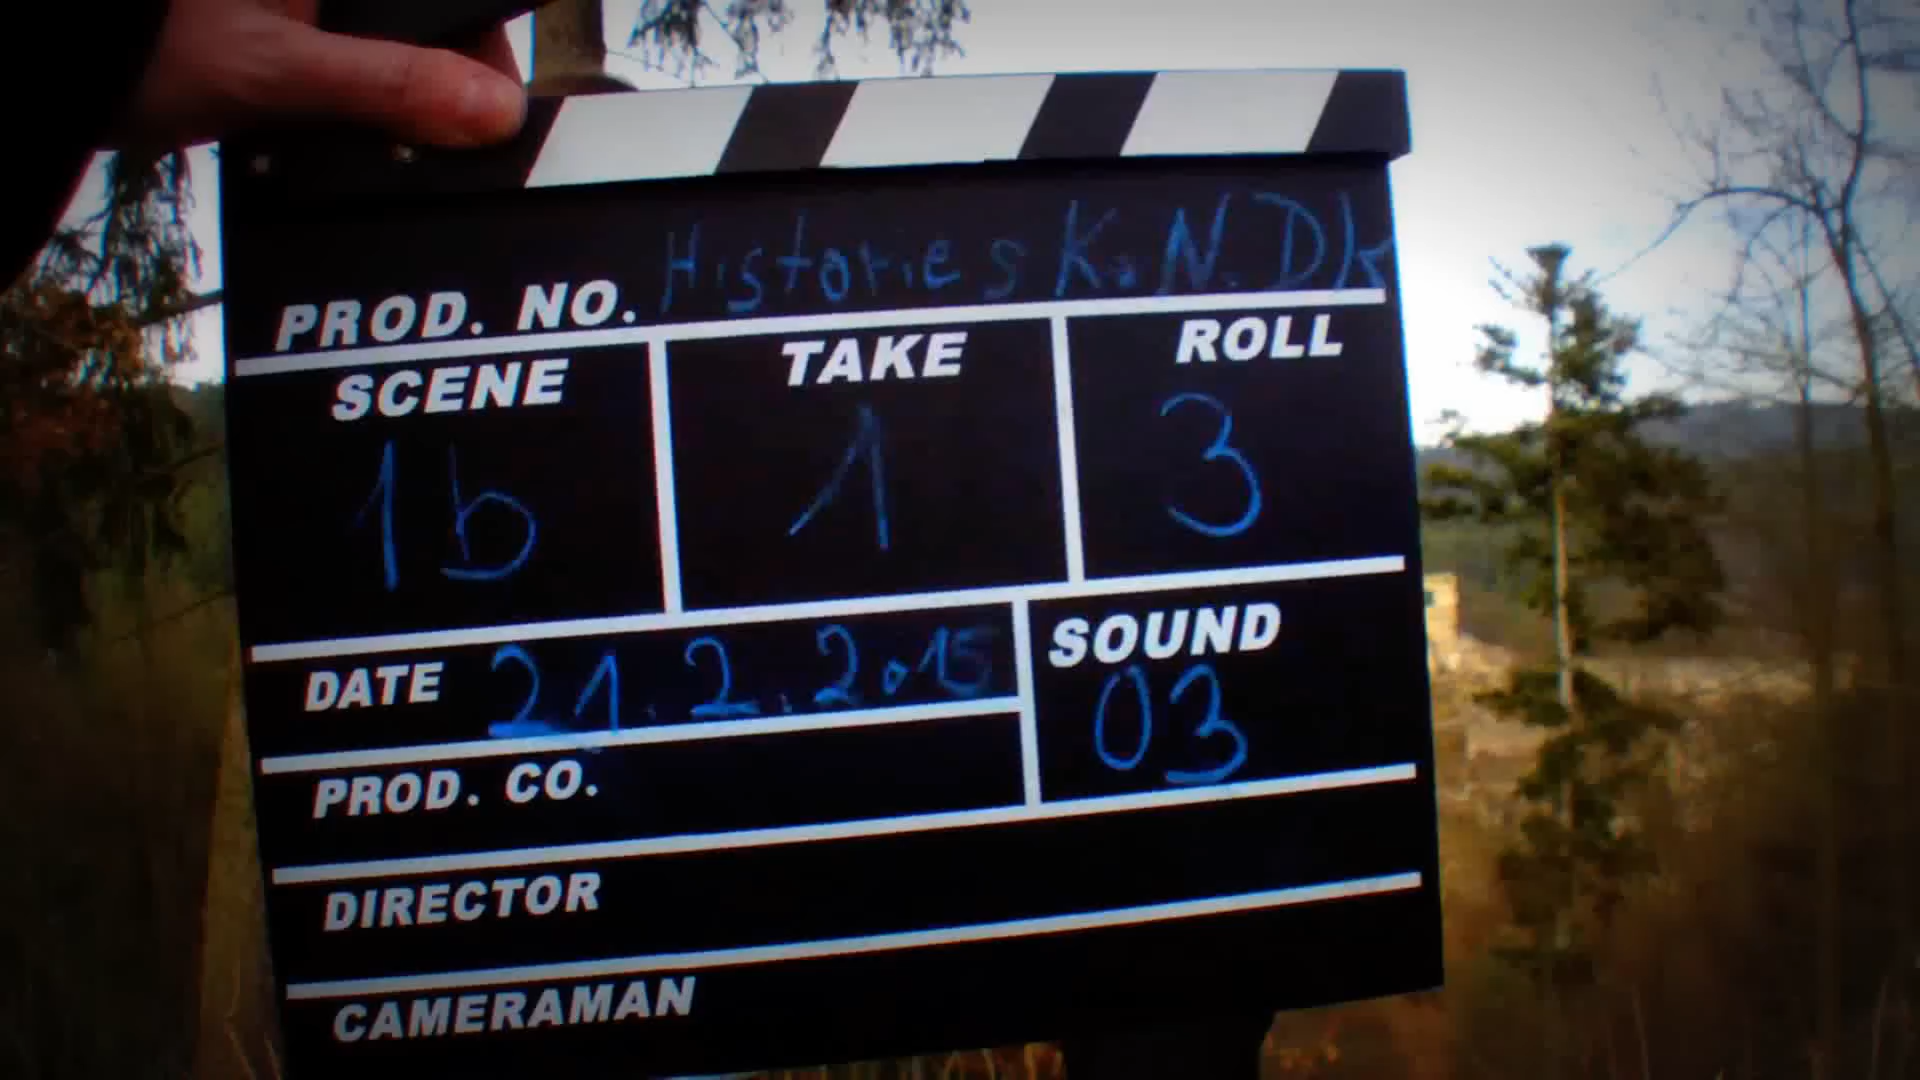 PROD. NO. Histories K.N.Dk
SCENE TAKE ROLL
1b 1 3
DATE 21.2.2015 SOUND
03
PROD. CO.
DIRECTOR
CAMERAMAN